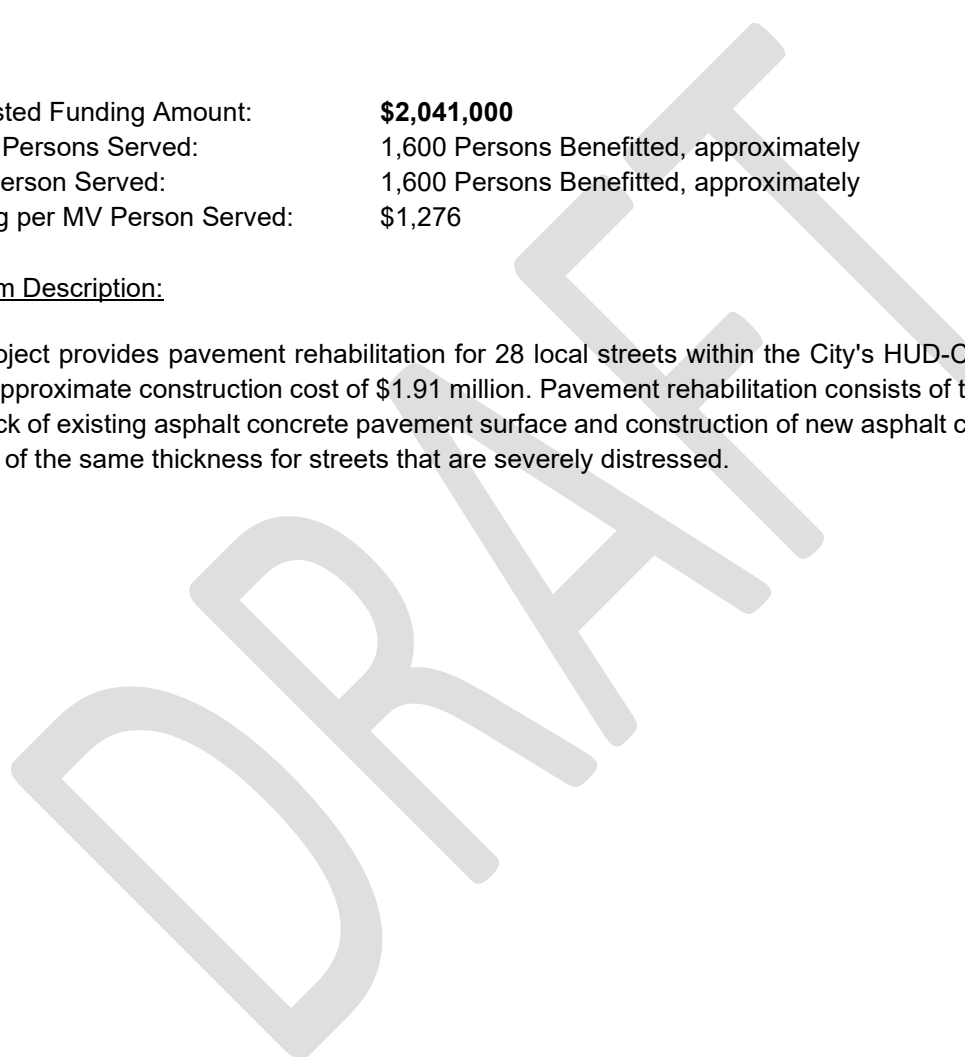 sted Funding Amount: $2,041,000
Persons Served: 1,600 Persons Benefitted, approximately
erson Served: 1,600 Persons Benefitted, approximately
g per MV Person Served: $1,276
m Description:
oject provides pavement rehabilitation for 28 local streets within the City's HUD-C
pproximate construction cost of $1.91 million. Pavement rehabilitation consists of t
ck of existing asphalt concrete pavement surface and construction of new asphalt c
of the same thickness for streets that are severely distressed.
DRAFT